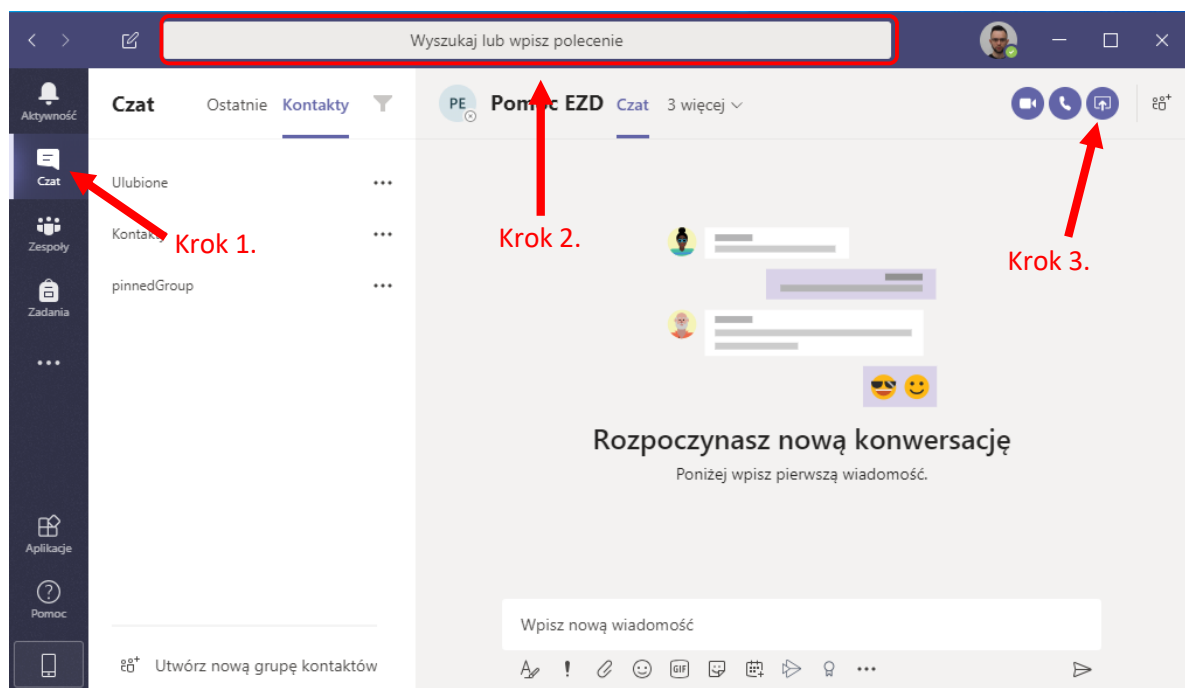 Wyszukaj lub wpisz polecenie
Aktywność
Czat
Zespoły
Zadania
Aplikacje
Pomoc
Czat Ostatnie Kontakty
Ulubione
Kontakty
pinnedGroup
Utwórz nową grupę kontaktów
PE Pomoc EZD Czat 3 więcej
Krok 1.
Krok 2.
Krok 3.
Rozpoczynasz nową konwersację
Poniżej wpisz pierwszą wiadomość.
Wpisz nową wiadomość
GIF